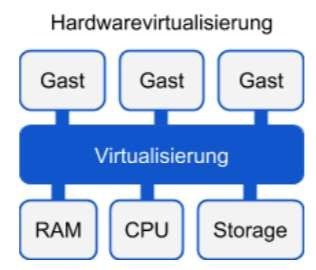 Hardwarevirtualisierung
Gast Gast Gast
Virtualisierung
RAM CPU Storage